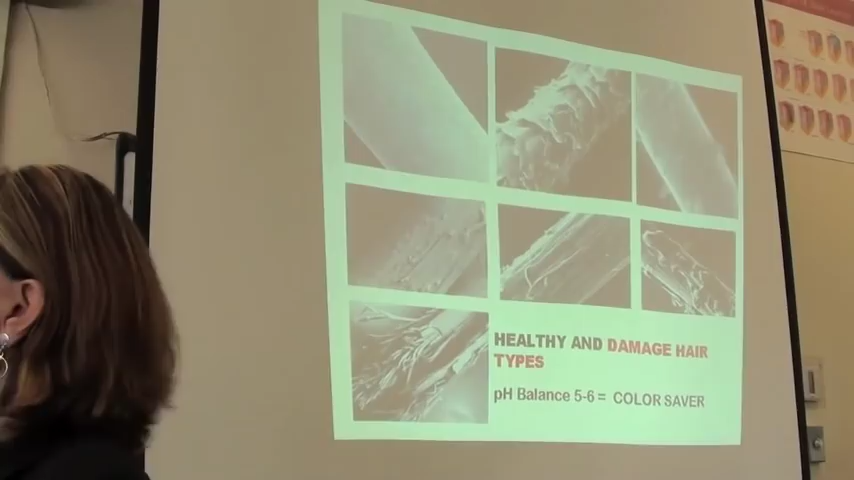 HEALTHY AND DAMAGE HAIR
TYPES
pH Balance 5-6 = COLOR SAVER